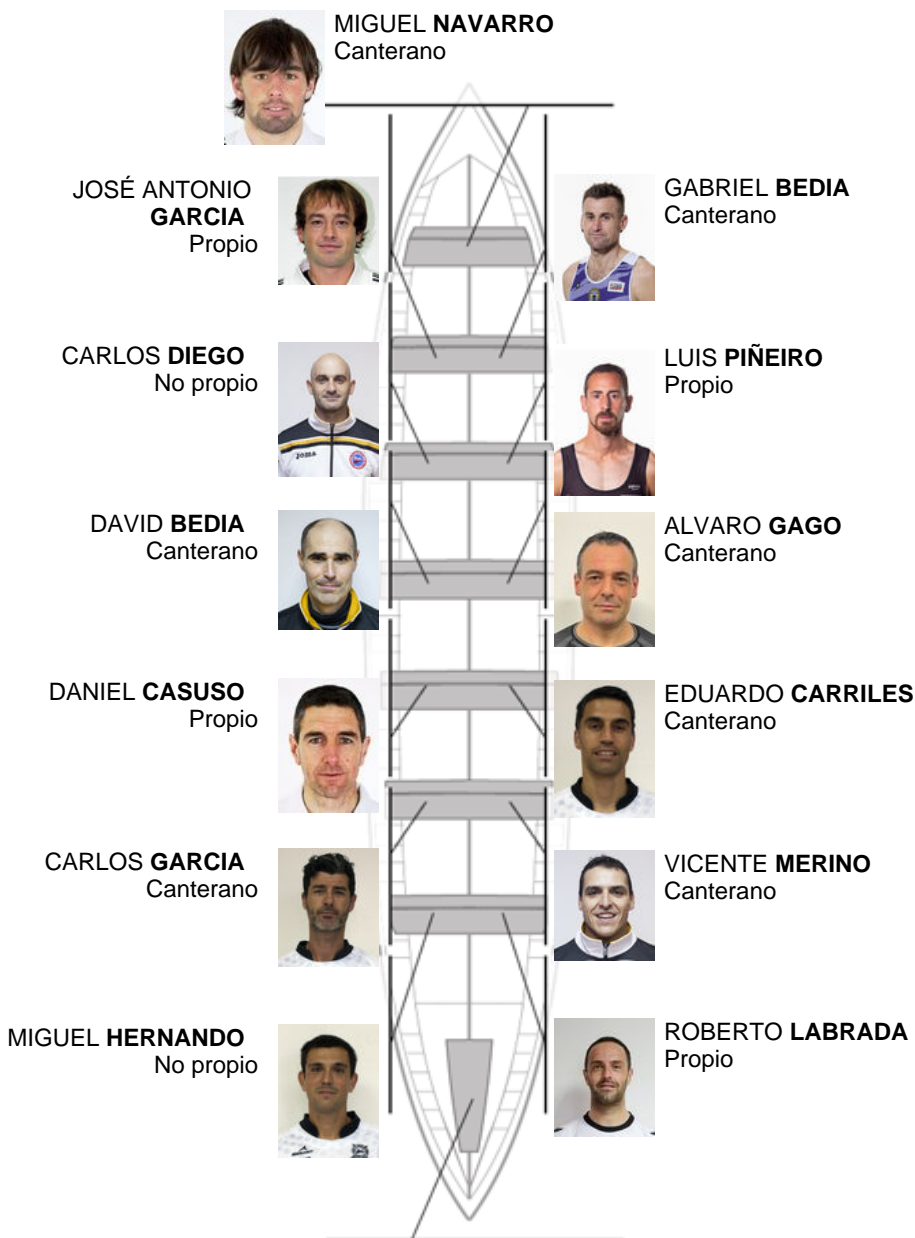 MIGUEL NAVARRO
Canterano
JOSÉ ANTONIO
GARCIA
Propio
GABRIEL BEDIA
Canterano
CARLOS DIEGO
No propio
LUIS PIÑEIRO
Propio
DAVID BEDIA
Canterano
ALVARO GAGO
Canterano
DANIEL CASUSO
Propio
EDUARDO CARRILES
Canterano
CARLOS GARCIA
Canterano
VICENTE MERINO
Canterano
MIGUEL HERNANDO
No propio
ROBERTO LABRADA
Propio